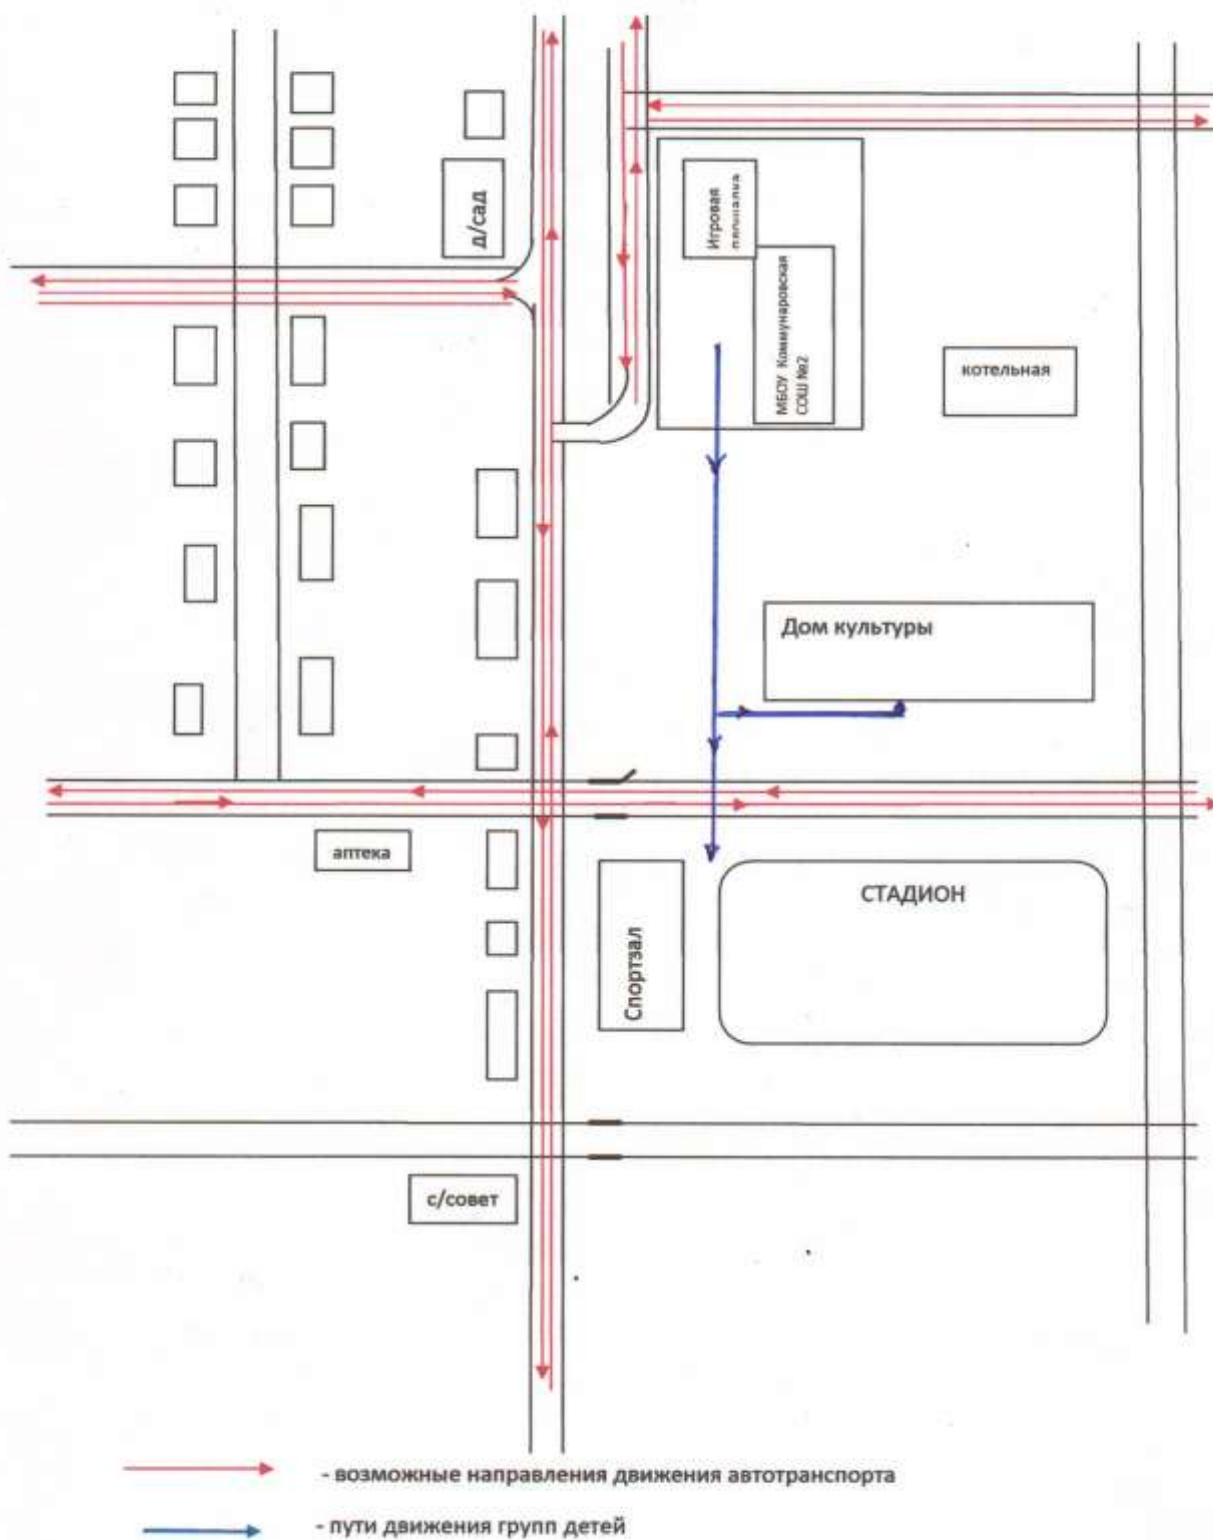 д/сад
Игровая
площадка
МБОУ Коммунаровская
СОШ №2
котельная
Дом культуры
аптека
Спортзал
СТАДИОН
с/совет
- возможные направления движения автотранспорта
- пути движения групп детей